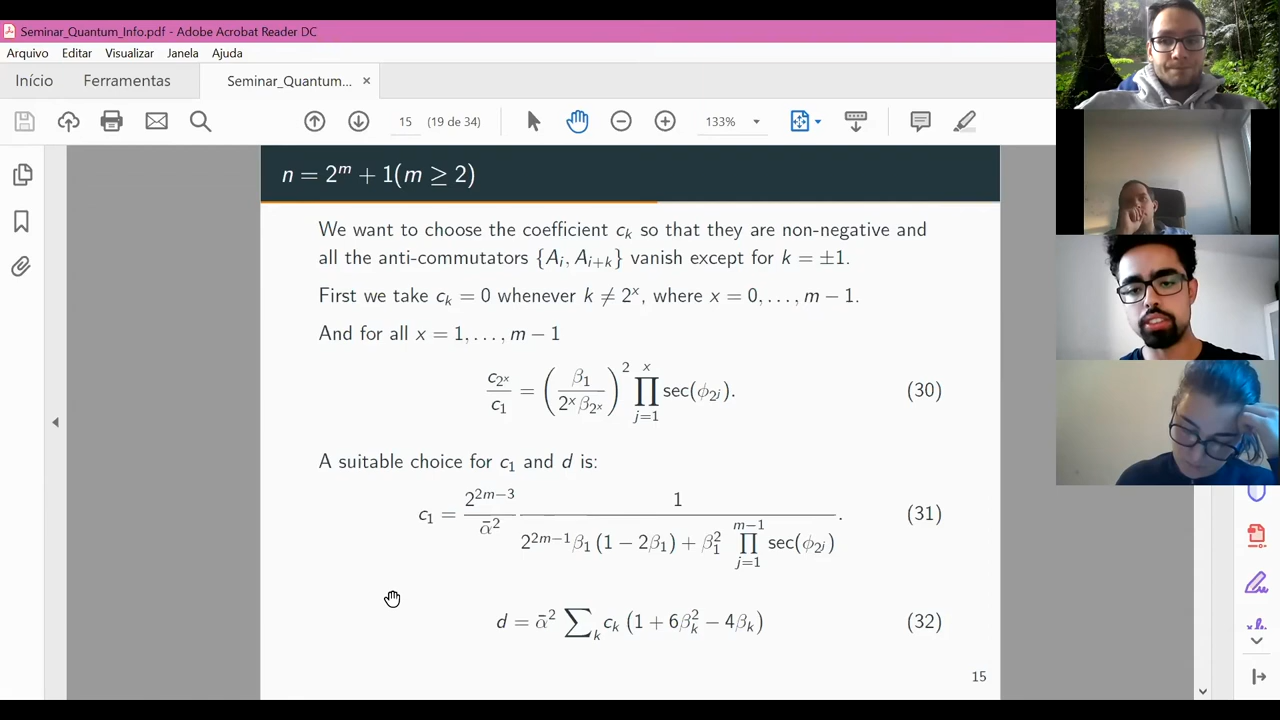 Seminar_Quantum_Info.pdf - Adobe Acrobat Reader DC
Arquivo Editar Visualizar Janela Ajuda
Início Ferramentas Seminar_Quantum... ×
15 (19 de 34) 133%
n = 2^m + 1(m ≥ 2)
We want to choose the coefficient c_k so that they are non-negative and
all the anti-commutators {A_i, A_{i+k}} vanish except for k = ±1.
First we take c_k = 0 whenever k ≠ 2^x, where x = 0, . . . , m − 1.
And for all x = 1, . . . , m − 1
c_{2^x}/c_1 = (β_1/(2^x β_{2^x}))^2 ∏_{j=1}^{x} sec(ϕ_{2^j}). (30)
A suitable choice for c_1 and d is:
c_1 = 2^{2m−3}/ᾱ^2 1/(2^{2m−1}β_1 (1 − 2β_1) + β_1^2 ∏_{j=1}^{m−1} sec(ϕ_{2^j})). (31)
d = ᾱ^2 ∑_k c_k (1 + 6β_k^2 − 4β_k) (32)
15